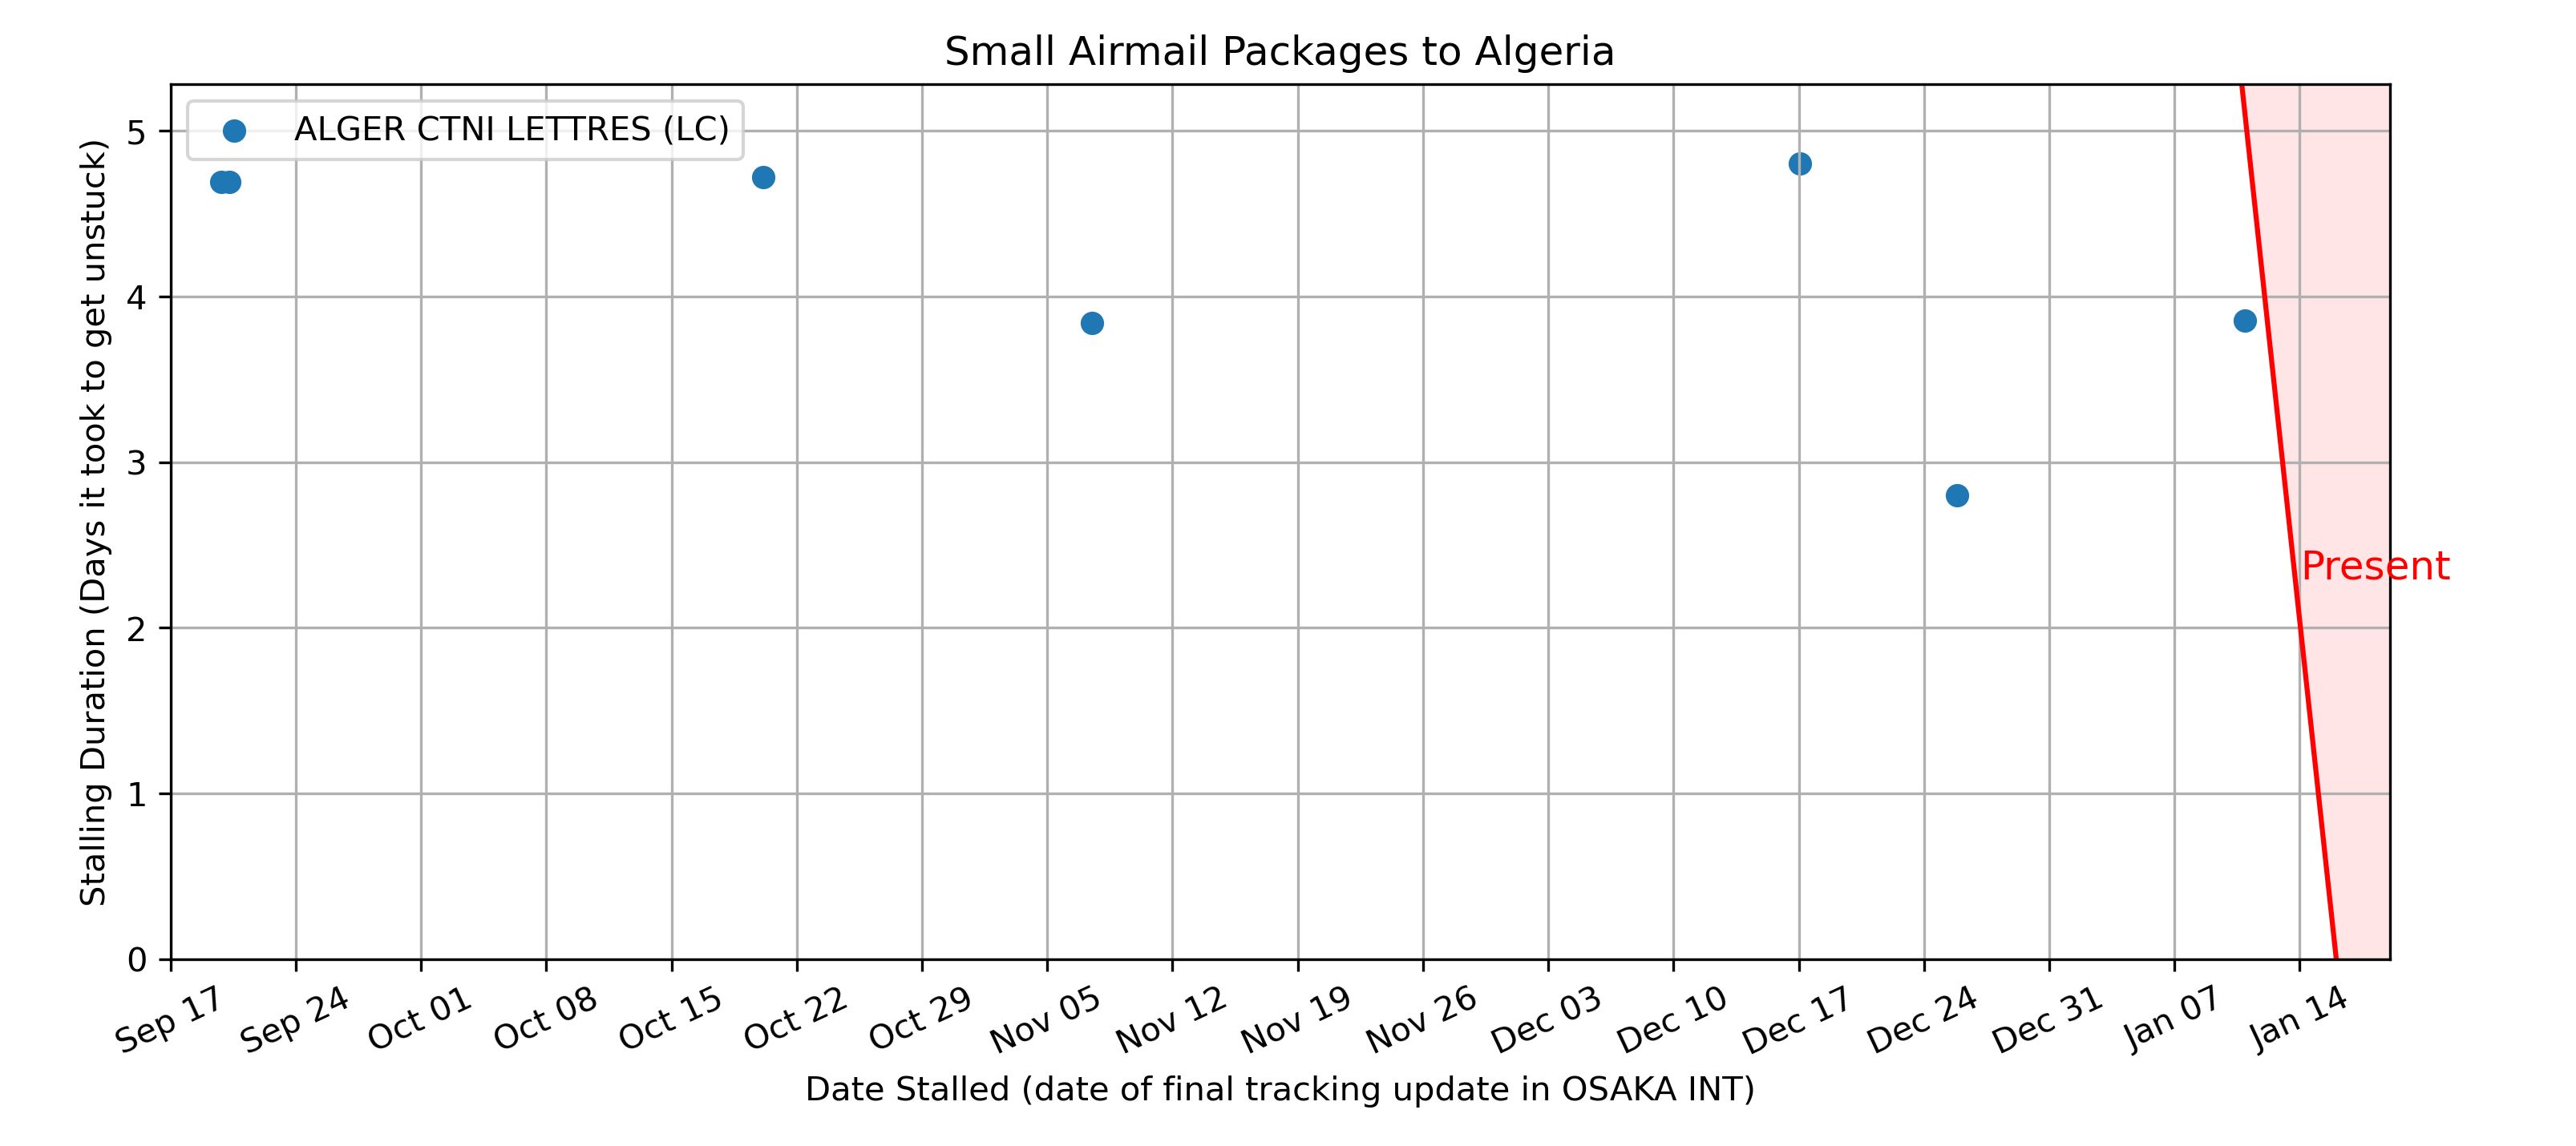 Small Airmail Packages to Algeria
ALGER CTNI LETTRES (LC)
Stalling Duration (Days it took to get unstuck)
5
4
3
2
1
0
Present
Sep 17
Sep 24
Oct 01
Oct 08
Oct 15
Oct 22
Oct 29
Nov 05
Nov 12
Nov 19
Nov 26
Dec 03
Dec 10
Dec 17
Dec 24
Dec 31
Jan 07
Jan 14
Date Stalled (date of final tracking update in OSAKA INT)